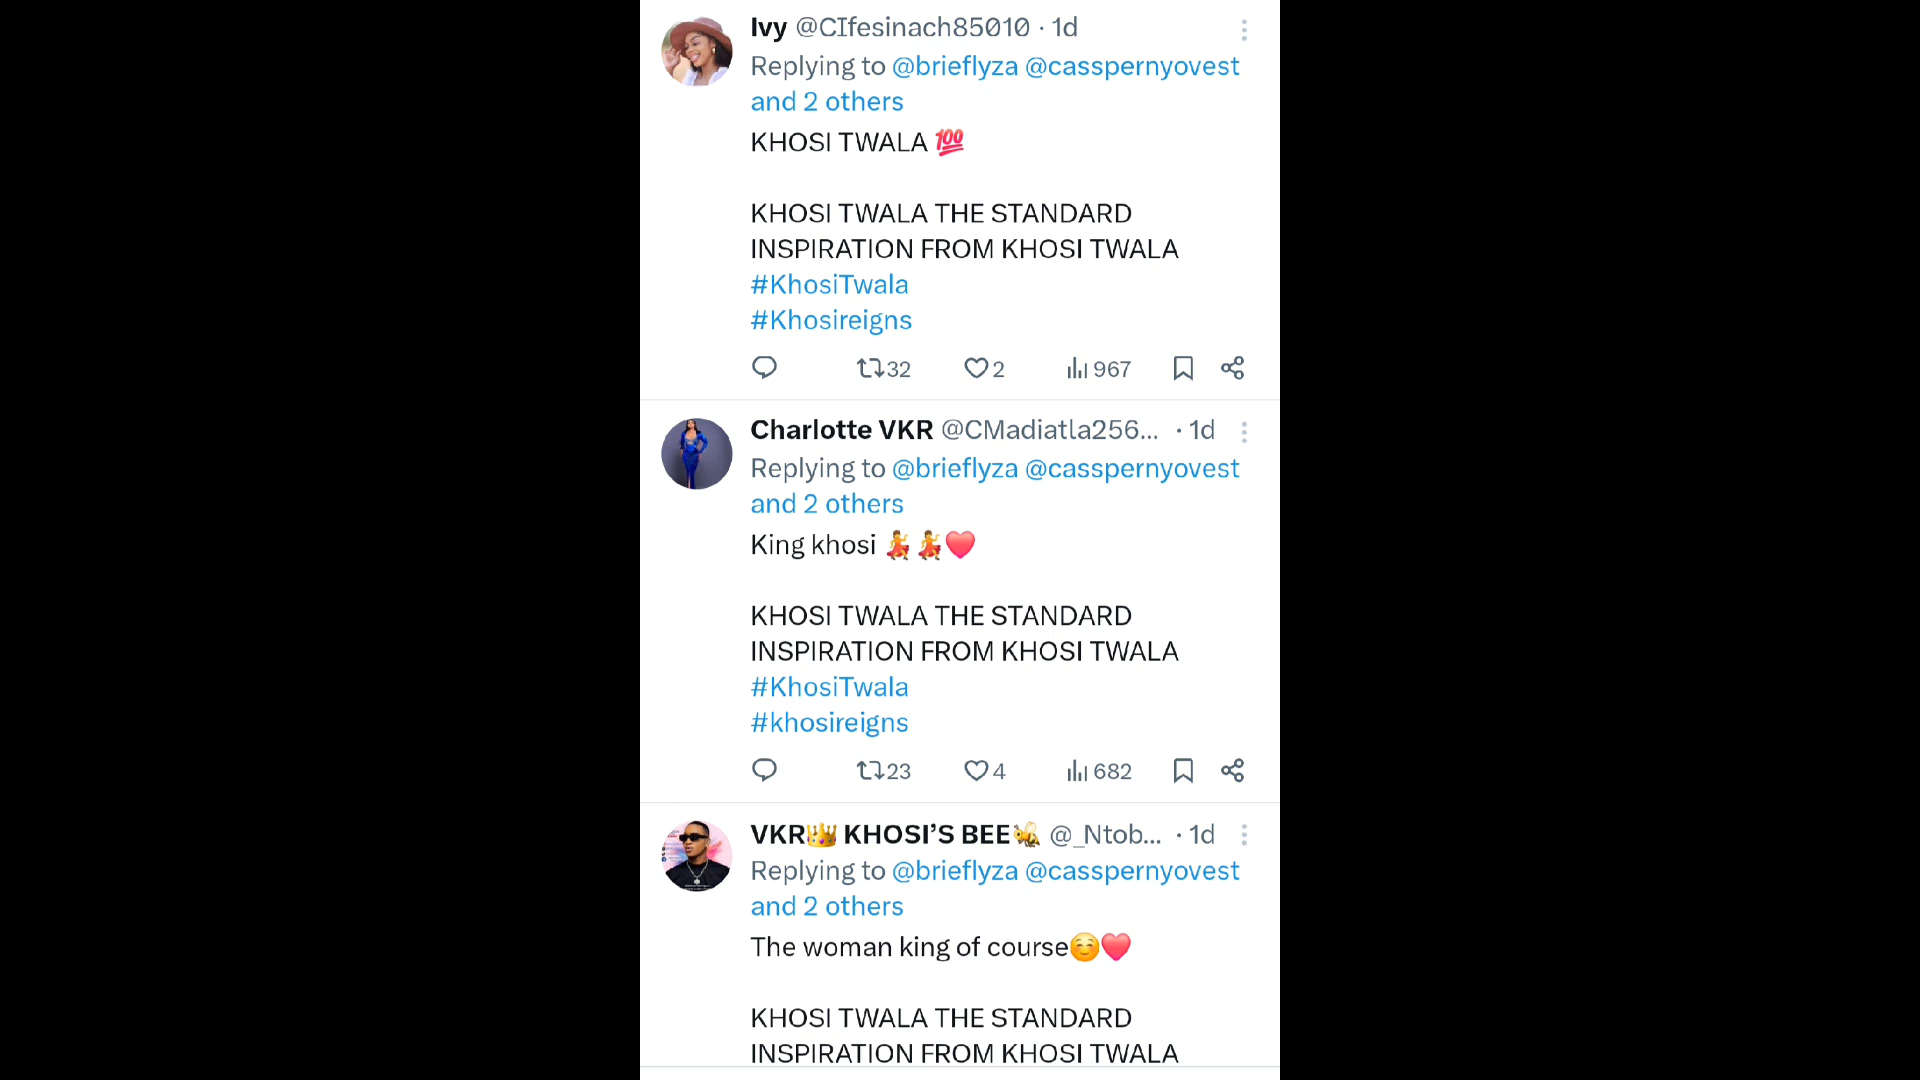 Ivy @CIfesinach85010 · 1d
Replying to @brieflyza @casspernyovest
and 2 others
KHOSI TWALA 💯
KHOSI TWALA THE STANDARD
INSPIRATION FROM KHOSI TWALA
#KhosiTwala
#Khosireigns
32 2 967
Charlotte VKR @CMadiatla256... · 1d
Replying to @brieflyza @casspernyovest
and 2 others
King khosi 💃💃❤️
KHOSI TWALA THE STANDARD
INSPIRATION FROM KHOSI TWALA
#KhosiTwala
#khosireigns
23 4 682
VKR👑 KHOSI’S BEE🐝 @_Ntob... · 1d
Replying to @brieflyza @casspernyovest
and 2 others
The woman king of course☺️❤️
KHOSI TWALA THE STANDARD
INSPIRATION FROM KHOSI TWALA